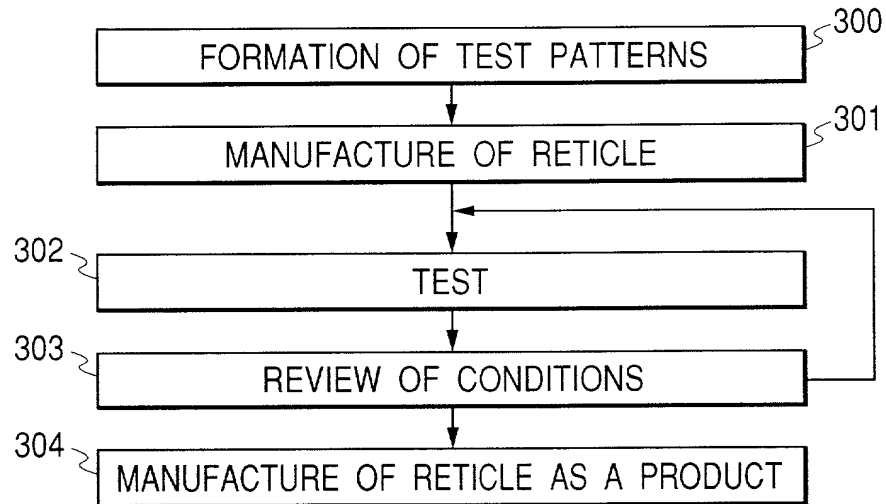 300
FORMATION OF TEST PATTERNS
301
MANUFACTURE OF RETICLE
302
TEST
303
REVIEW OF CONDITIONS
304
MANUFACTURE OF RETICLE AS A PRODUCT